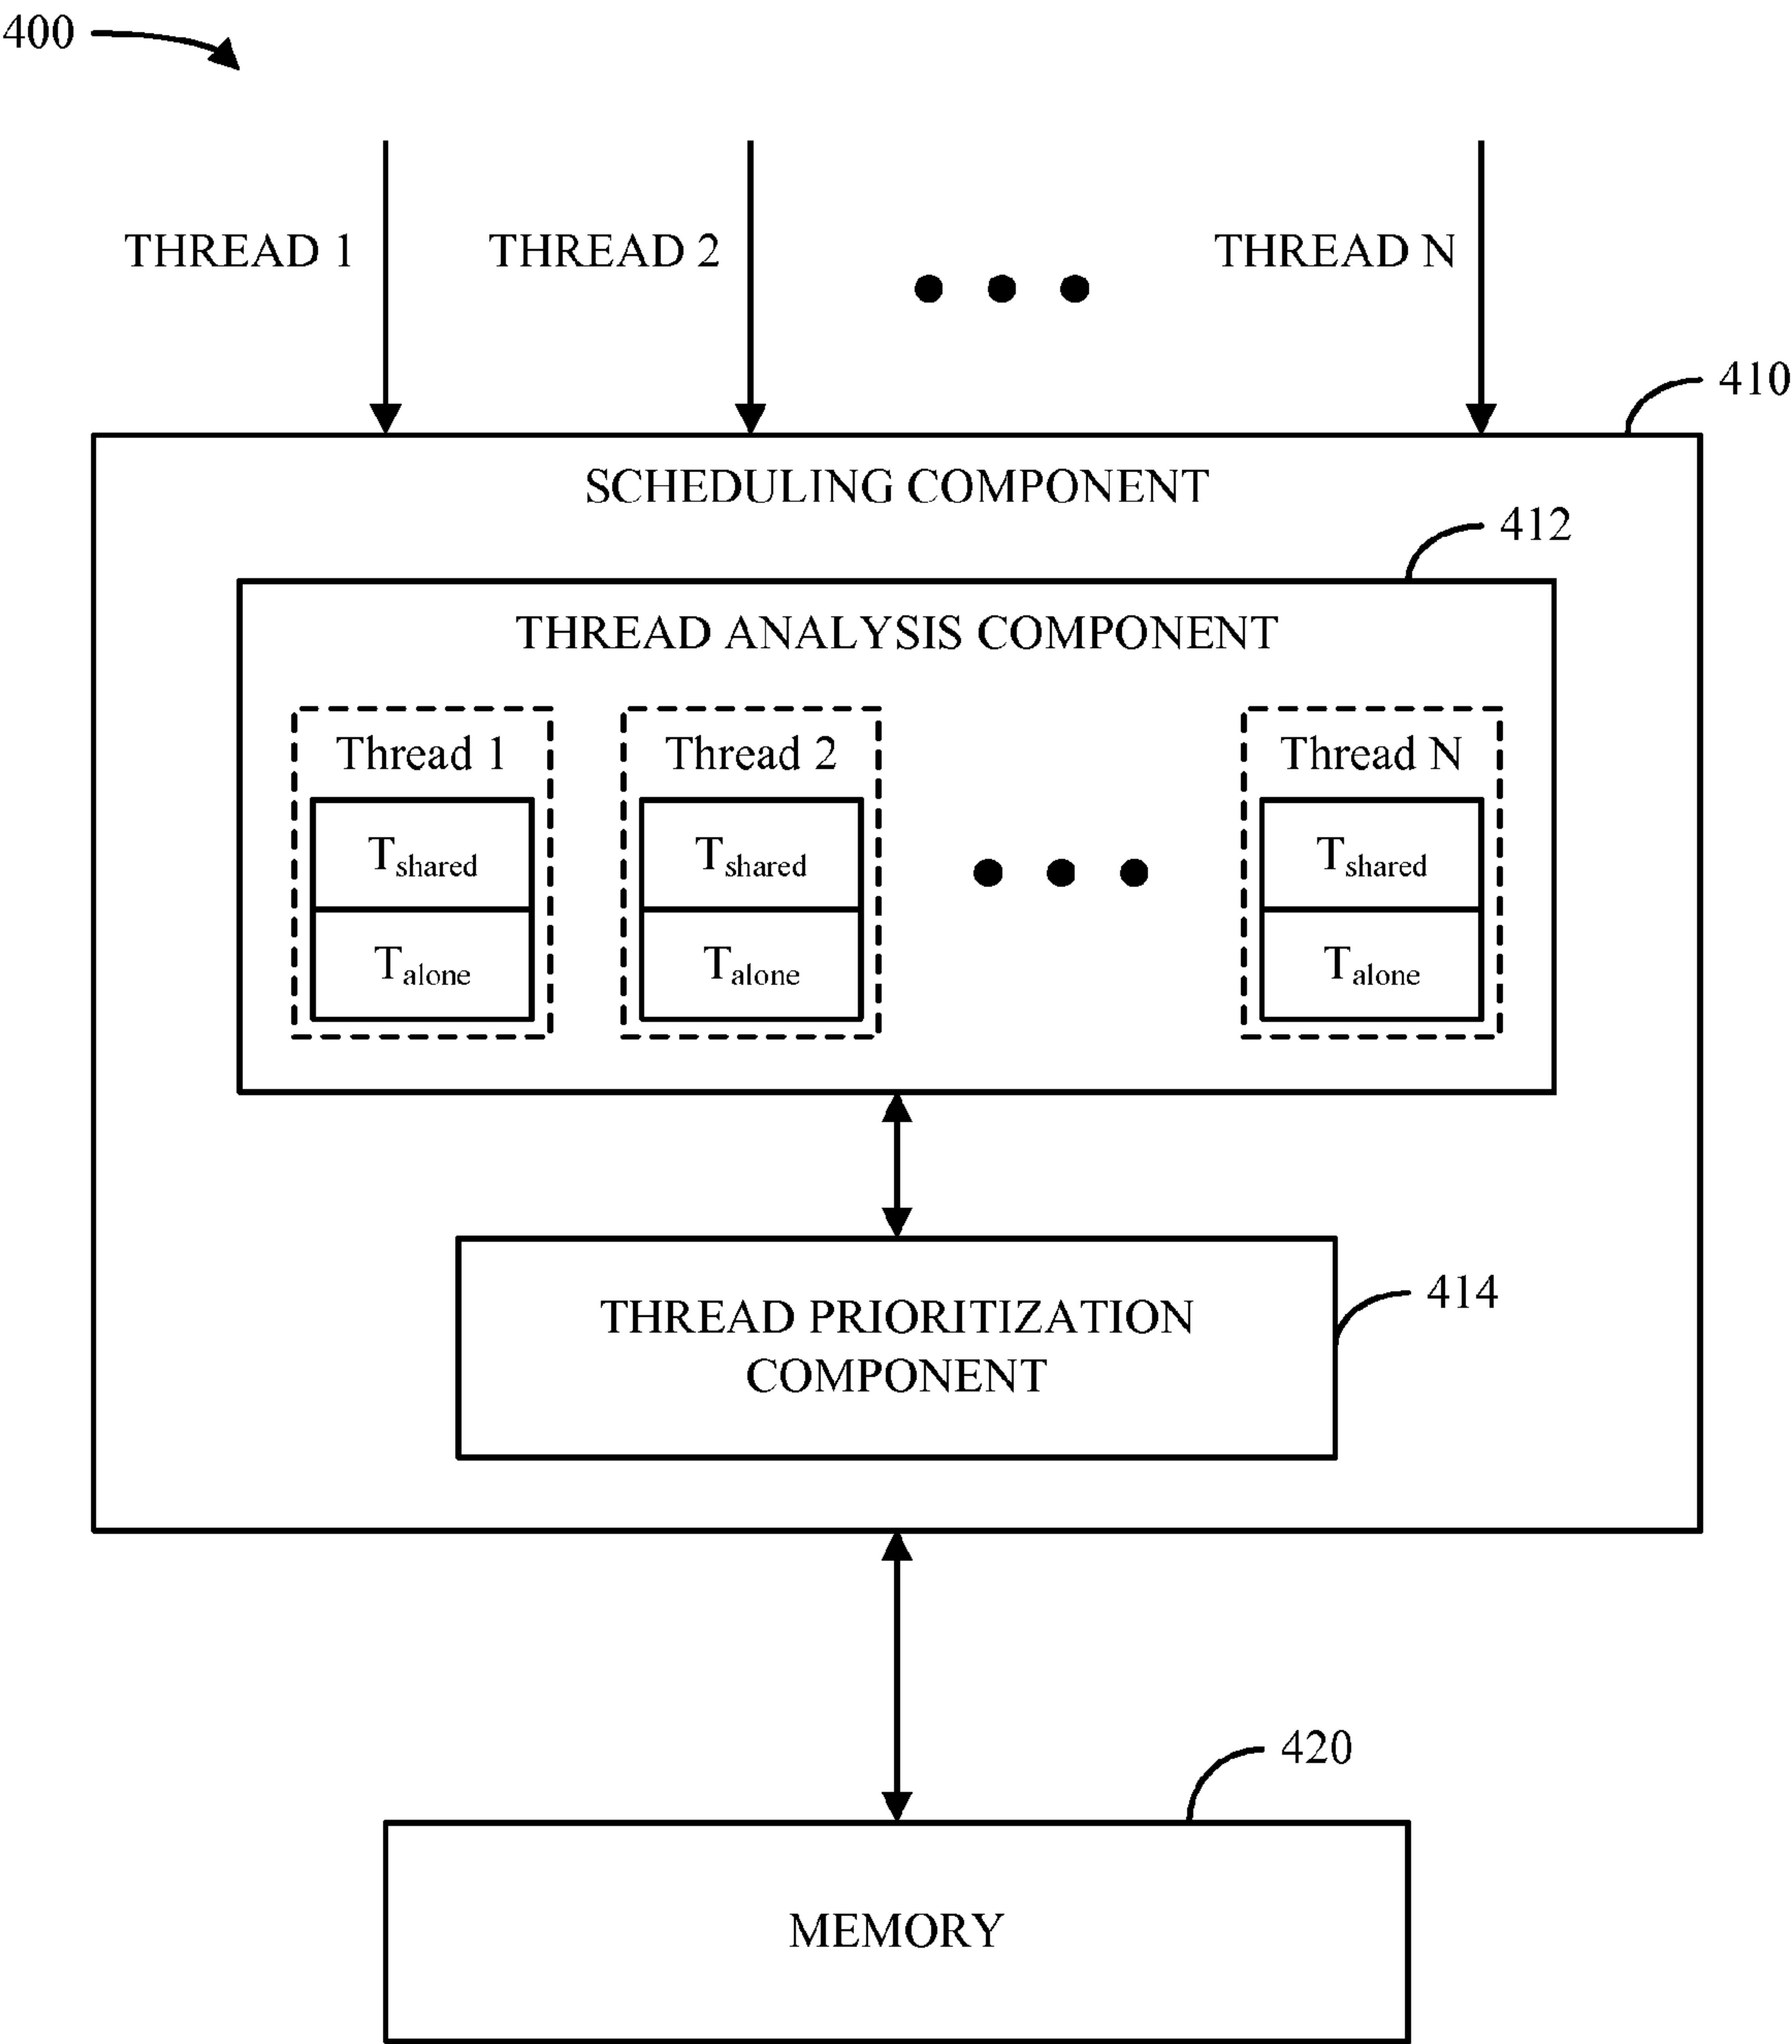 400
THREAD 1 THREAD 2 THREAD N
410
SCHEDULING COMPONENT
412
THREAD ANALYSIS COMPONENT
Thread 1 Thread 2 Thread N
Tshared Tshared Tshared
Talone Talone Talone
414
THREAD PRIORITIZATION
COMPONENT
420
MEMORY